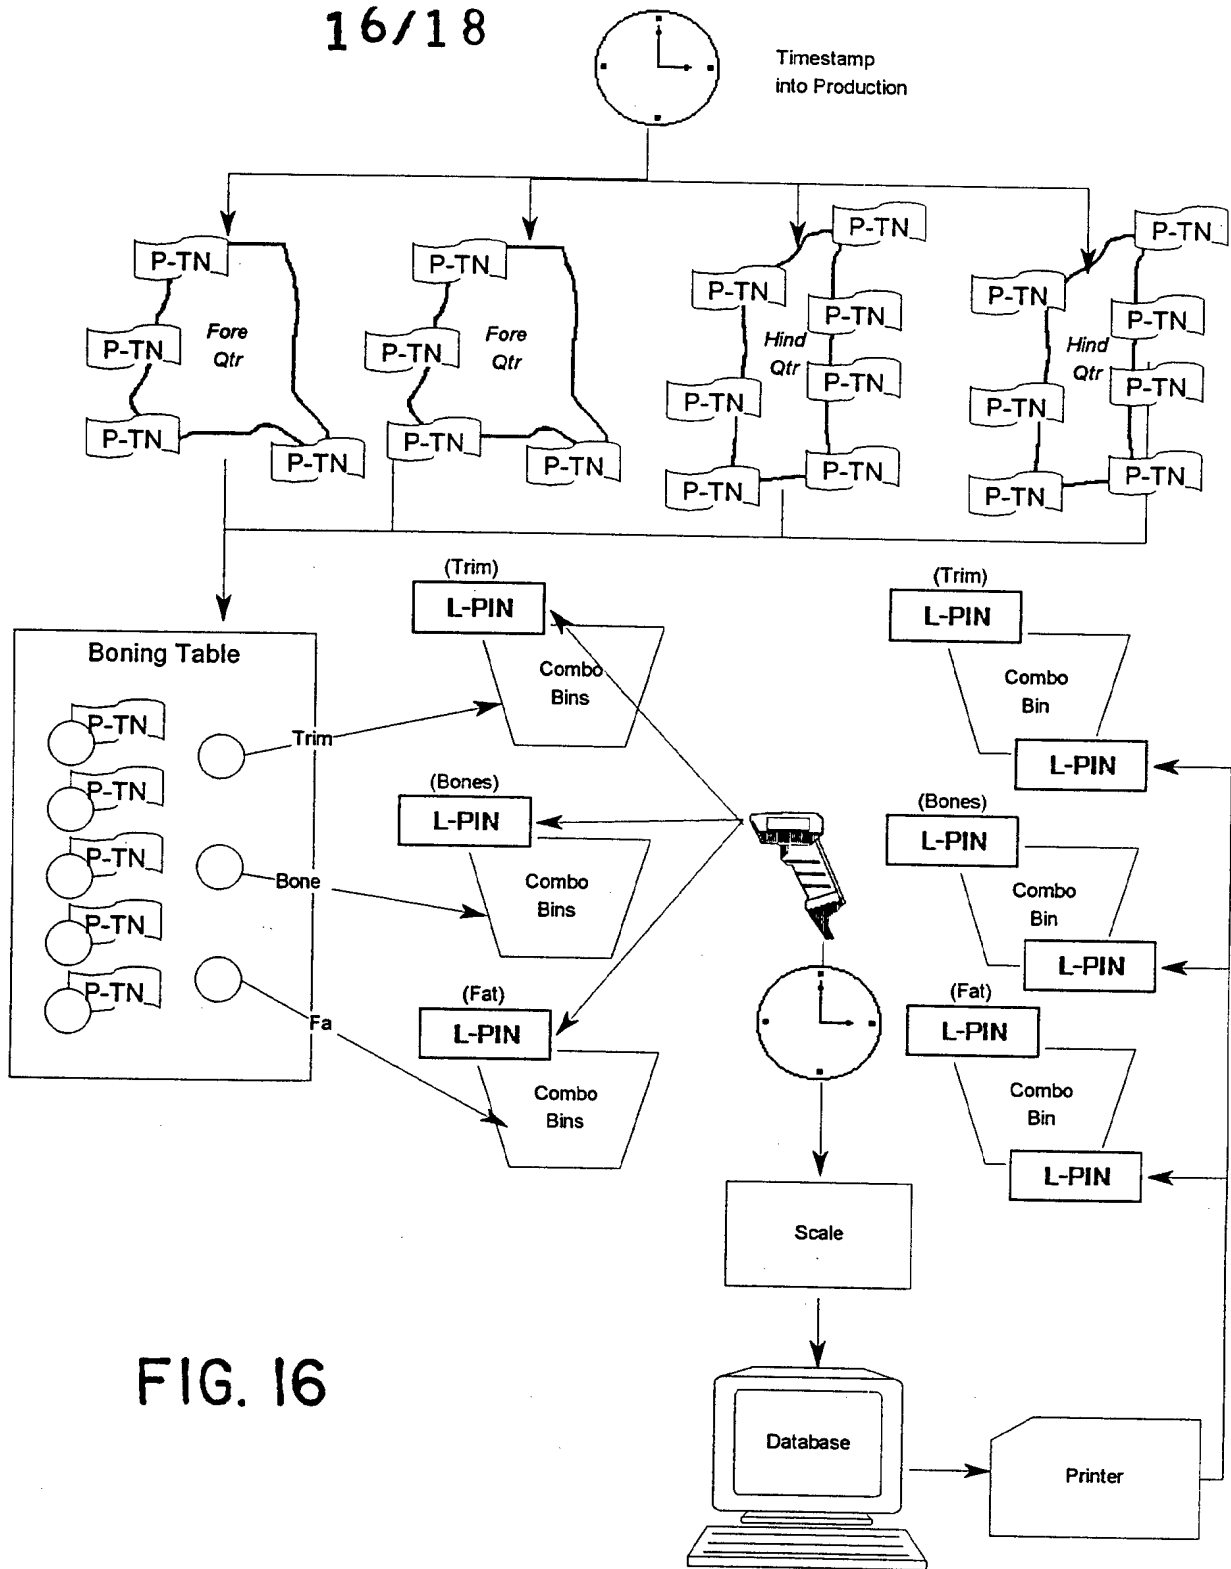 16/18
Timestamp
into Production
P-TN
P-TN
P-TN
P-TN
Fore
Qtr
P-TN
P-TN
P-TN
P-TN
Fore
Qtr
P-TN
P-TN
P-TN
P-TN
P-TN
P-TN
P-TN
Hind
Qtr
P-TN
P-TN
P-TN
P-TN
P-TN
P-TN
P-TN
Hind
Qtr
Boning Table
P-TN
P-TN
P-TN
P-TN
P-TN
Trim
Bone
Fa
(Trim)
L-PIN
Combo
Bins
(Bones)
L-PIN
Combo
Bins
(Fat)
L-PIN
Combo
Bins
(Trim)
L-PIN
Combo
Bin
L-PIN
(Bones)
L-PIN
Combo
Bin
L-PIN
(Fat)
L-PIN
Combo
Bin
L-PIN
Scale
Database
Printer
FIG. 16